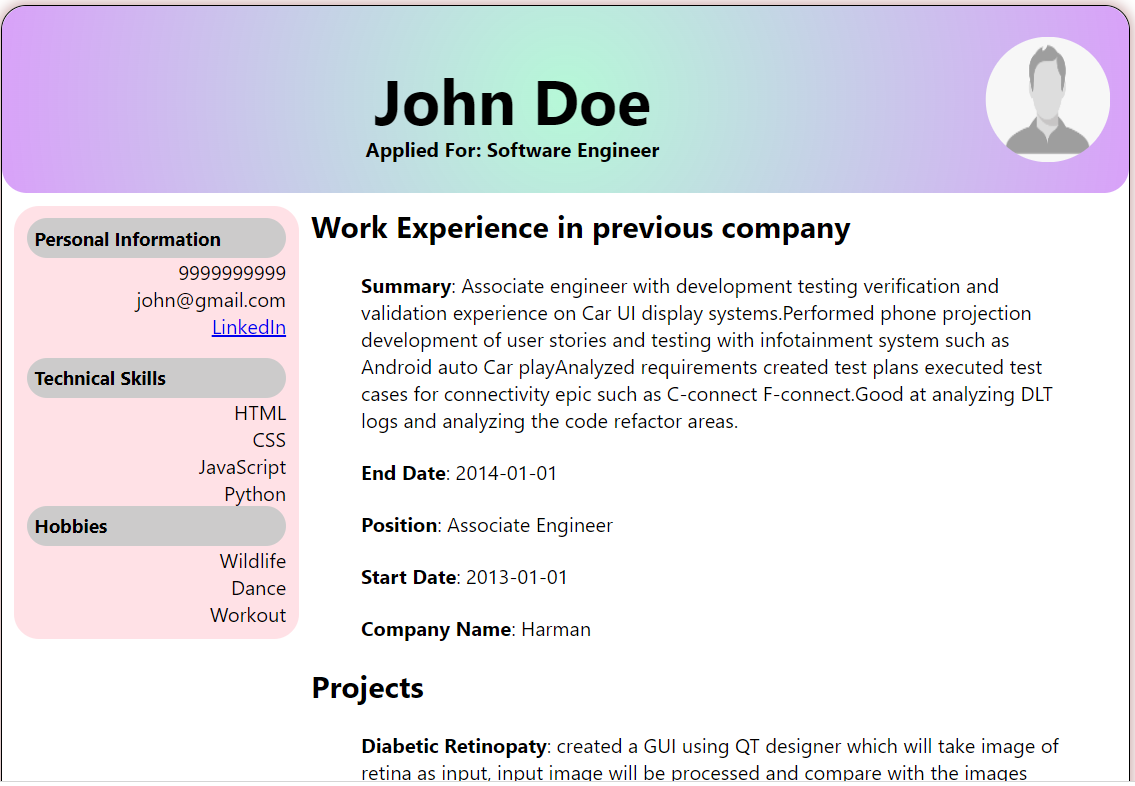 John Doe
Applied For: Software Engineer
Personal Information
9999999999
john@gmail.com
LinkedIn
Technical Skills
HTML
CSS
JavaScript
Python
Hobbies
Wildlife
Dance
Workout
Work Experience in previous company
Summary: Associate engineer with development testing verification and
validation experience on Car UI display systems.Performed phone projection
development of user stories and testing with infotainment system such as
Android auto Car playAnalyzed requirements created test plans executed test
cases for connectivity epic such as C-connect F-connect.Good at analyzing DLT
logs and analyzing the code refactor areas.
End Date: 2014-01-01
Position: Associate Engineer
Start Date: 2013-01-01
Company Name: Harman
Projects
Diabetic Retinopaty: created a GUI using QT designer which will take image of
retina as input, input image will be processed and compare with the images